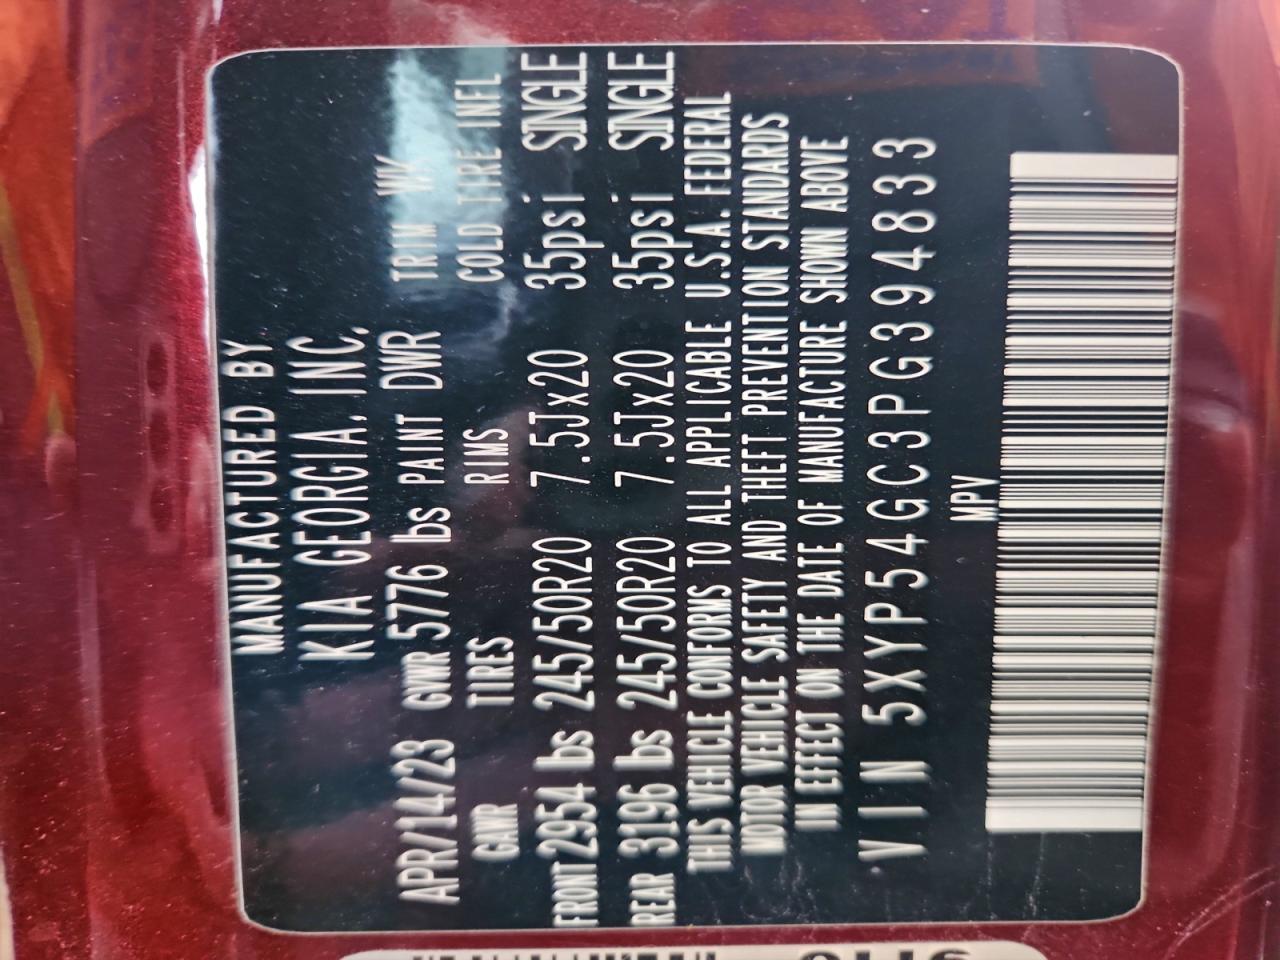 MANUFACTURED BY
KIA GEORGIA, INC.
APR/14/23 GVWR 5776 lbs PAINT DWR TRIM WK
GAWR TIRES RIMS COLD TIRE INFL
FRONT 2954 lbs 245/50R20 7.5Jx20 35psi SINGLE
REAR 3196 lbs 245/50R20 7.5Jx20 35psi SINGLE
THIS VEHICLE CONFORMS TO ALL APPLICABLE U.S.A. FEDERAL
MOTOR VEHICLE SAFETY AND THEFT PREVENTION STANDARDS
IN EFFECT ON THE DATE OF MANUFACTURE SHOWN ABOVE
VIN 5XYP54GC3PG394833
MPV